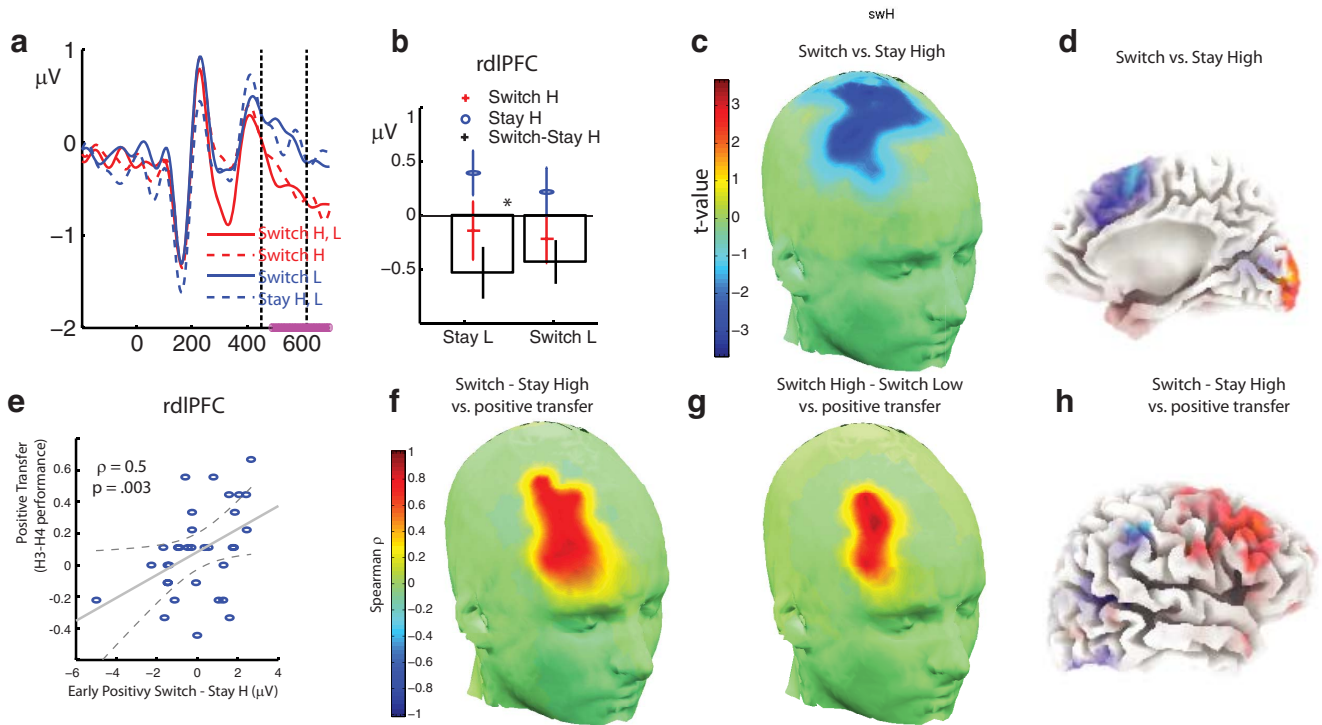 swH
a
b
c
d
μV
1
0
−1
−2
0
200
400
600
Switch H, L
Switch H
Switch L
Stay H, L
rdlPFC
Switch H
Stay H
Switch-Stay H
μV
0.5
0
−0.5
*
Stay L
Switch L
Switch vs. Stay High
t-value
3
2
1
0
−1
−2
−3
Switch vs. Stay High
e
f
g
h
rdlPFC
Positive Transfer
(H3-H4 performance)
ρ = 0.5
p = .003
0.6
0.4
0.2
0
−0.2
−0.4
−6
−4
−2
0
2
4
Early Positivy Switch - Stay H (μV)
Switch - Stay High
vs. positive transfer
Spearman ρ
1
0.8
0.6
0.4
0.2
0
−0.2
−0.4
−0.6
−0.8
−1
Switch High - Switch Low
vs. positive transfer
Switch - Stay High
vs. positive transfer